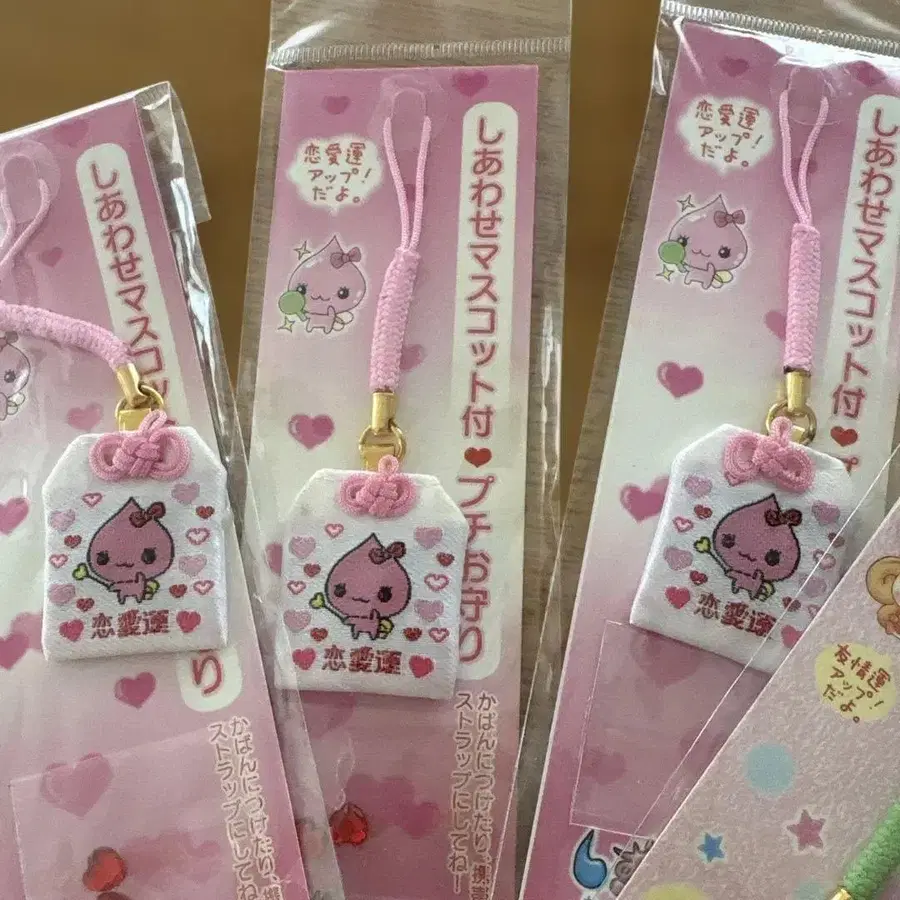 しあわせマスコッ
り
恋愛運
かばんにつけたり、携
ストラップにしてね
恋愛運
アップ!
だよ。
しあわせマスコット付♥プチお守り
恋愛運
かばんにつけたり、携帯
ストラップにしてね!
恋愛運
アップ!
だよ。
しあわせマスコット付♥プ
恋愛運
友情運
アップ!
だよ。